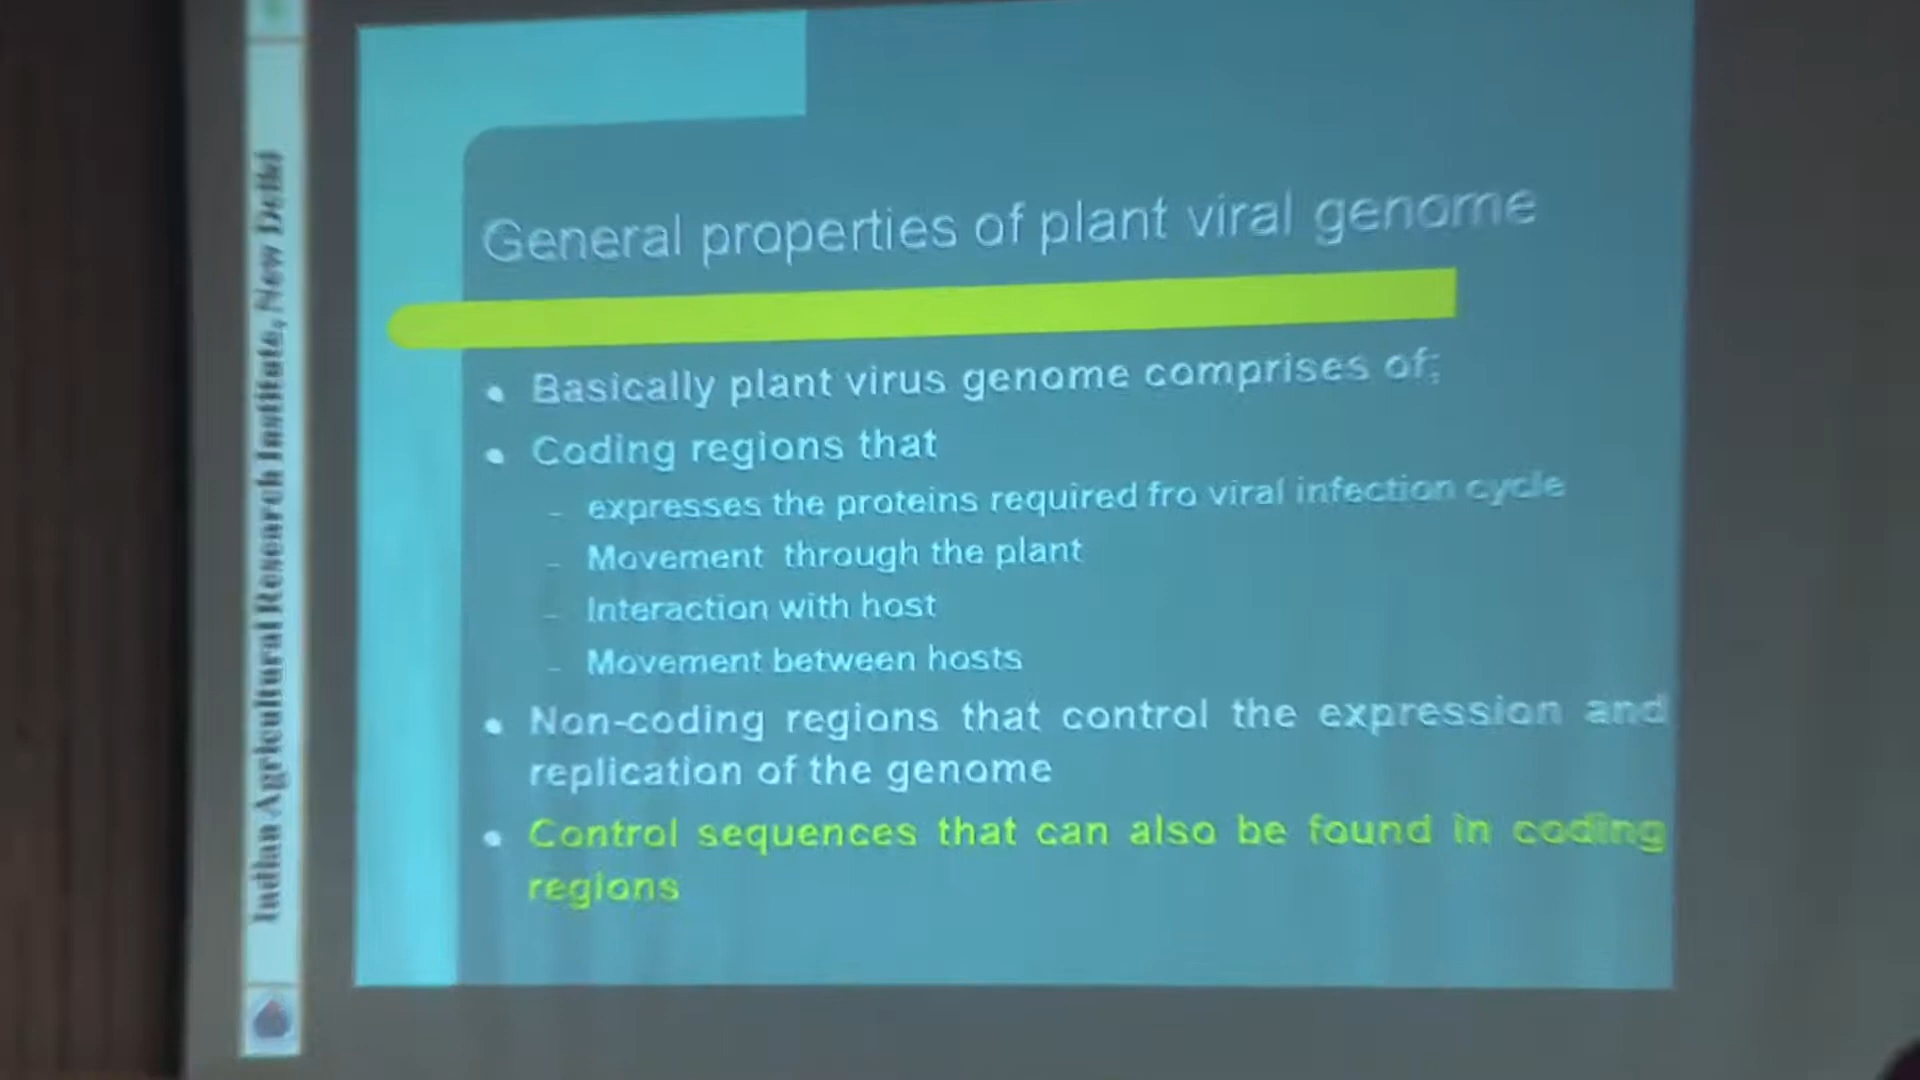 Indian Agricultural Research Institute, New Delhi
General properties of plant viral genome
• Basically plant virus genome comprises of;
• Coding regions that
– expresses the proteins required fro viral infection cycle
– Movement through the plant
– Interaction with host
– Movement between hosts
• Non-coding regions that control the expression and
replication of the genome
• Control sequences that can also be found in coding
regions